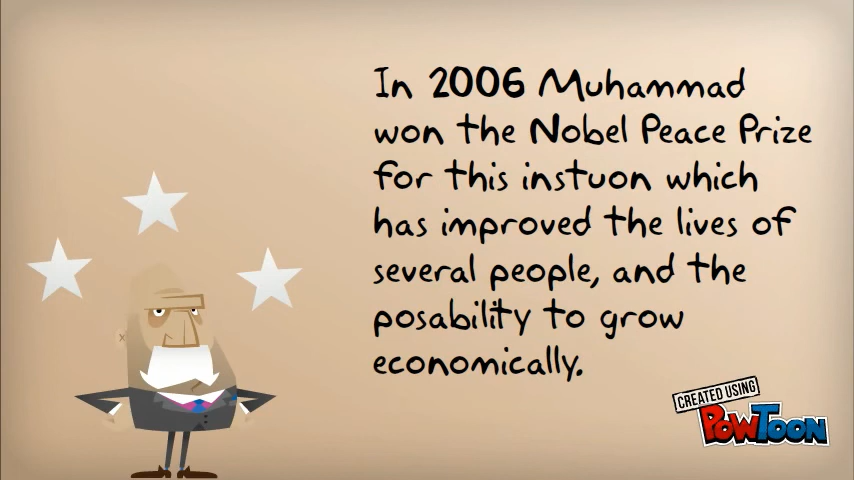 In 2006 Muhammad
won the Nobel Peace Prize
for this instuon which
has improved the lives of
several people, and the
posability to grow
economically.
CREATED USING
POWTOON